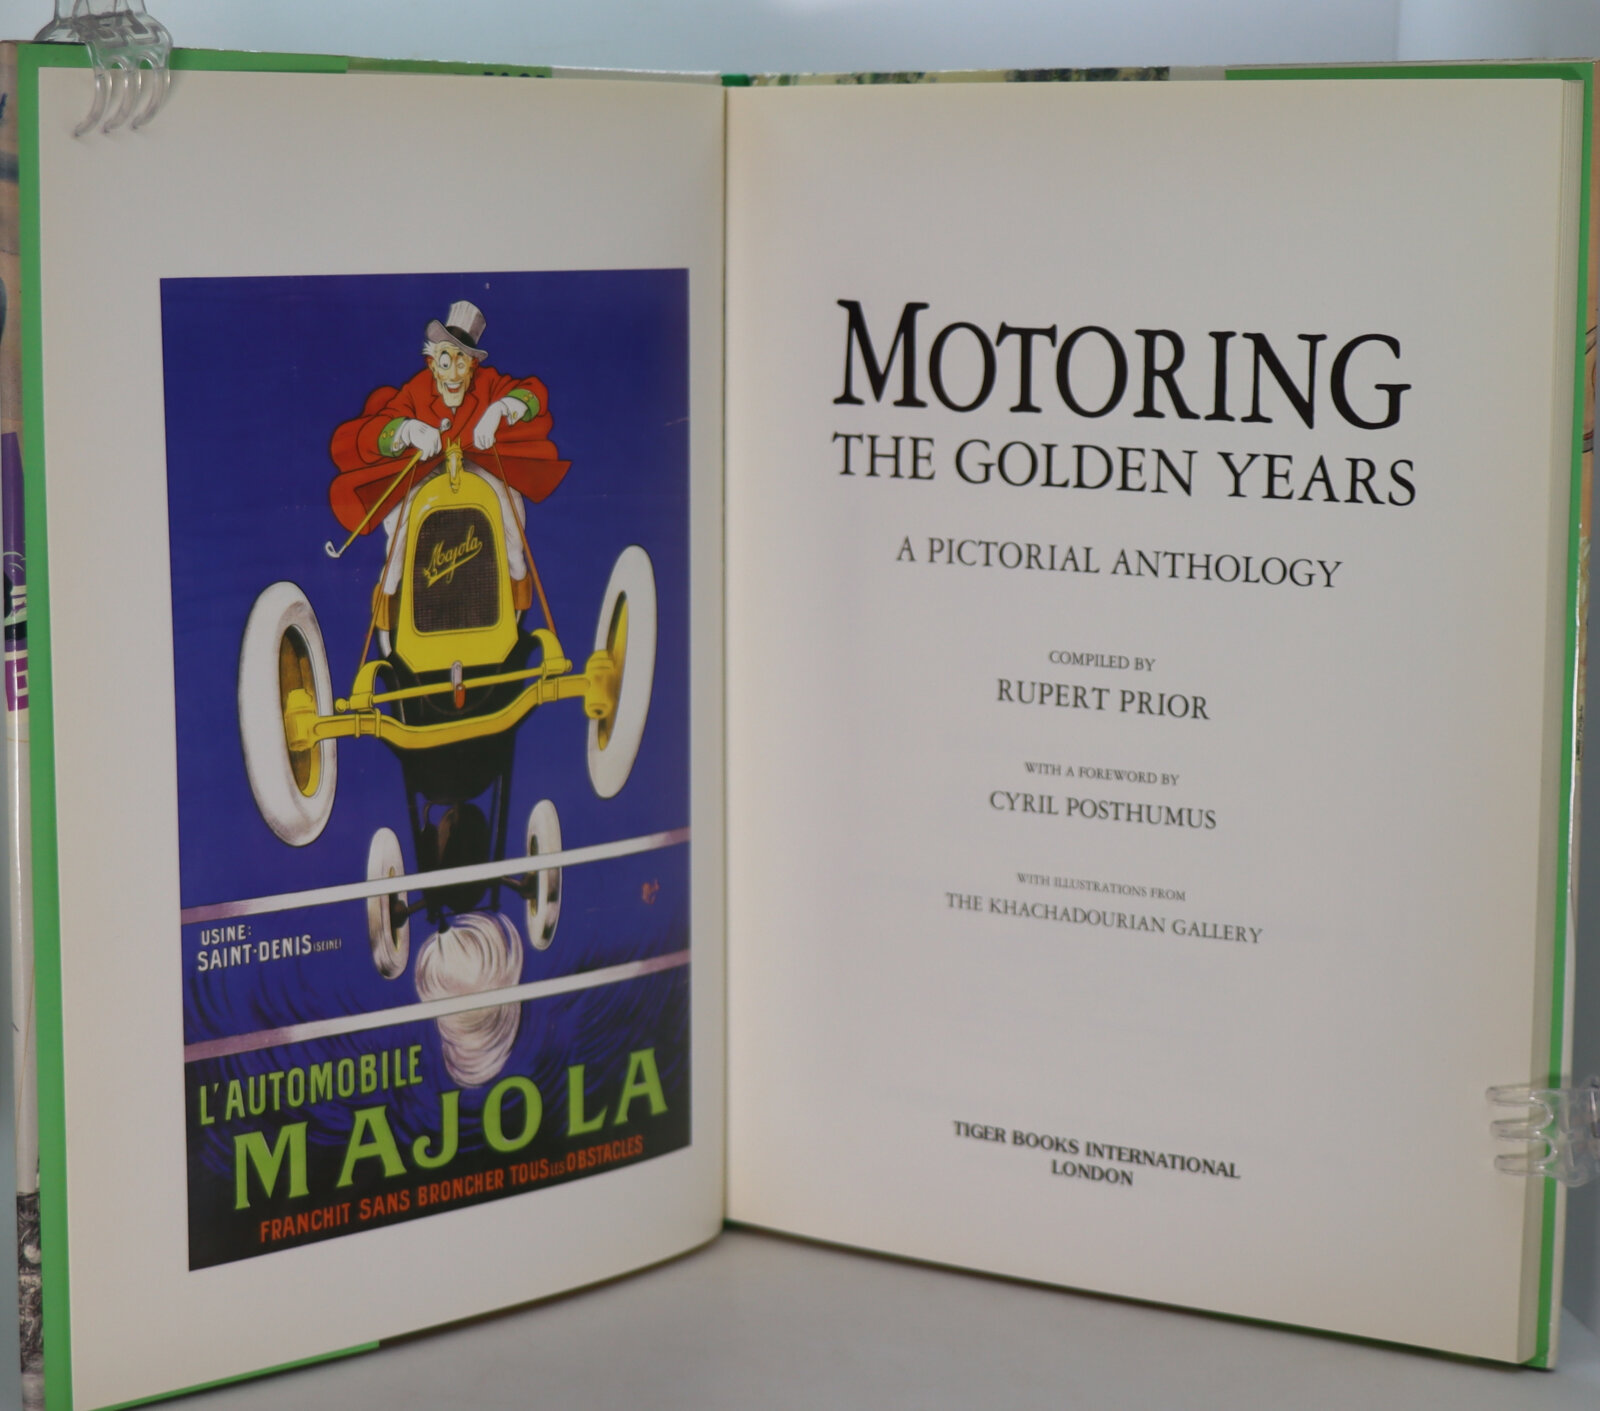 Majola
USINE:
SAINT-DENIS (SEINE)
L'AUTOMOBILE
MAJOLA
FRANCHIT SANS BRONCHER TOUS LES OBSTACLES
MOTORING
THE GOLDEN YEARS
A PICTORIAL ANTHOLOGY
COMPILED BY
RUPERT PRIOR
WITH A FOREWORD BY
CYRIL POSTHUMUS
WITH ILLUSTRATIONS FROM
THE KHACHADOURIAN GALLERY
TIGER BOOKS INTERNATIONAL
LONDON